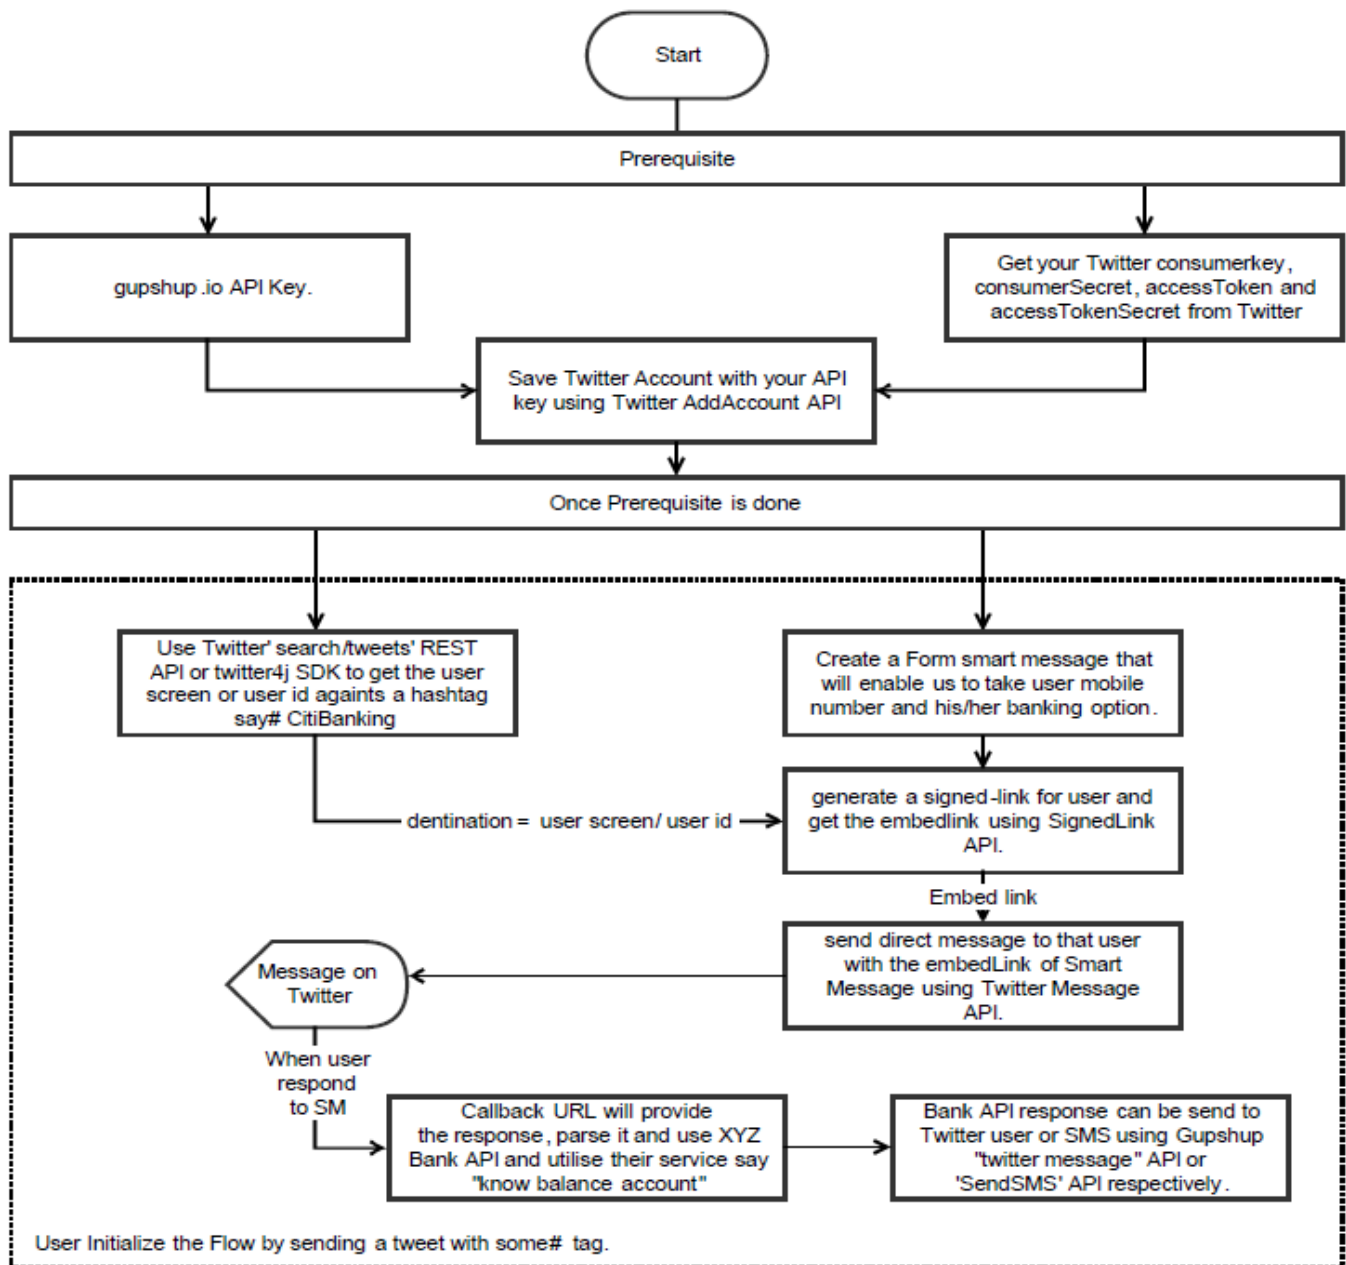 Start
Prerequisite
gupshup.io API Key.
Get your Twitter consumerkey,
consumerSecret, accessToken and
accessTokenSecret from Twitter
Save Twitter Account with your API
key using Twitter AddAccount API
Once Prerequisite is done
Use Twitter' search/tweets' REST
API or twitter4j SDK to get the user
screen or user id againts a hashtag
say# CitiBanking
Create a Form smart message that
will enable us to take user mobile
number and his/her banking option.
dentination = user screen/ user id
generate a signed-link for user and
get the embedlink using SignedLink
API.
Embed link
send direct message to that user
with the embedLink of Smart
Message using Twitter Message
API.
Message on
Twitter
When user
respond
to SM
Callback URL will provide
the response, parse it and use XYZ
Bank API and utilise their service say
"know balance account"
Bank API response can be send to
Twitter user or SMS using Gupshup
"twitter message" API or
'SendSMS' API respectively.
User Initialize the Flow by sending a tweet with some# tag.